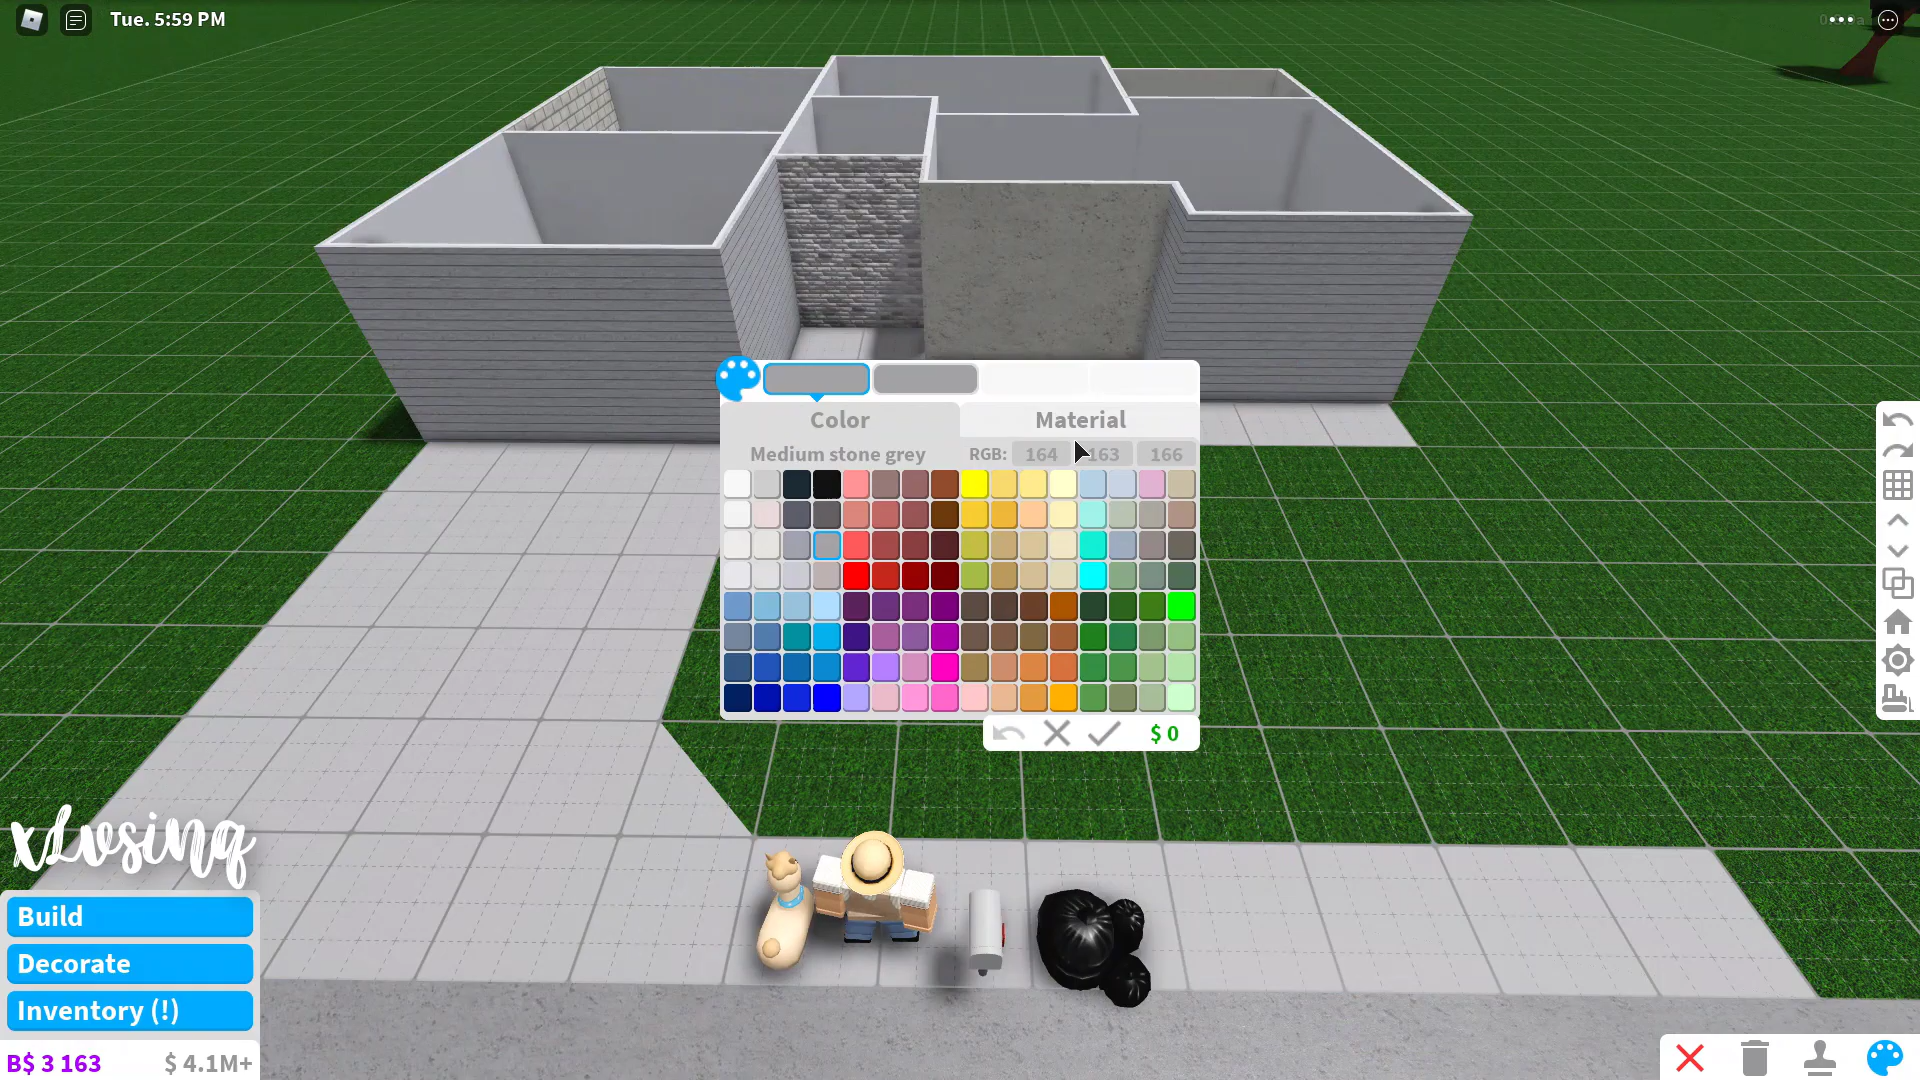 Tue. 5:59 PM
Color
Material
Medium stone grey
RGB: 164 163 166
$ 0
xLvsinq
Build
Decorate
Inventory (!)
B$ 3 163
$ 4.1M+